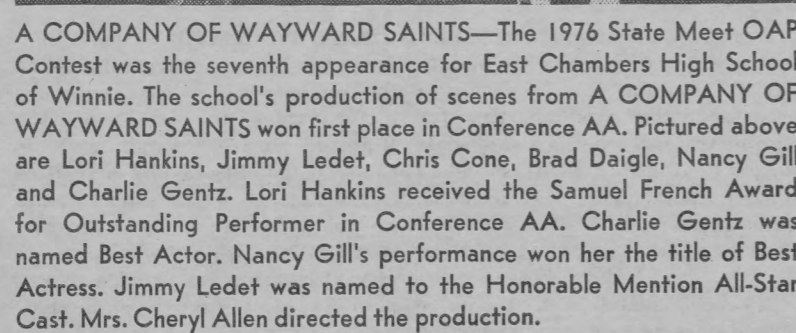 A COMPANY OF WAYWARD SAINTS—The 1976 State Meet OAP
Contest was the seventh appearance for East Chambers High School
of Winnie. The school's production of scenes from A COMPANY OF
WAYWARD SAINTS won first place in Conference AA. Pictured above
are Lori Hankins, Jimmy Ledet, Chris Cone, Brad Daigle, Nancy Gill
and Charlie Gentz. Lori Hankins received the Samuel French Award
for Outstanding Performer in Conference AA. Charlie Gentz was
named Best Actor. Nancy Gill's performance won her the title of Best
Actress. Jimmy Ledet was named to the Honorable Mention All-Star
Cast. Mrs. Cheryl Allen directed the production.